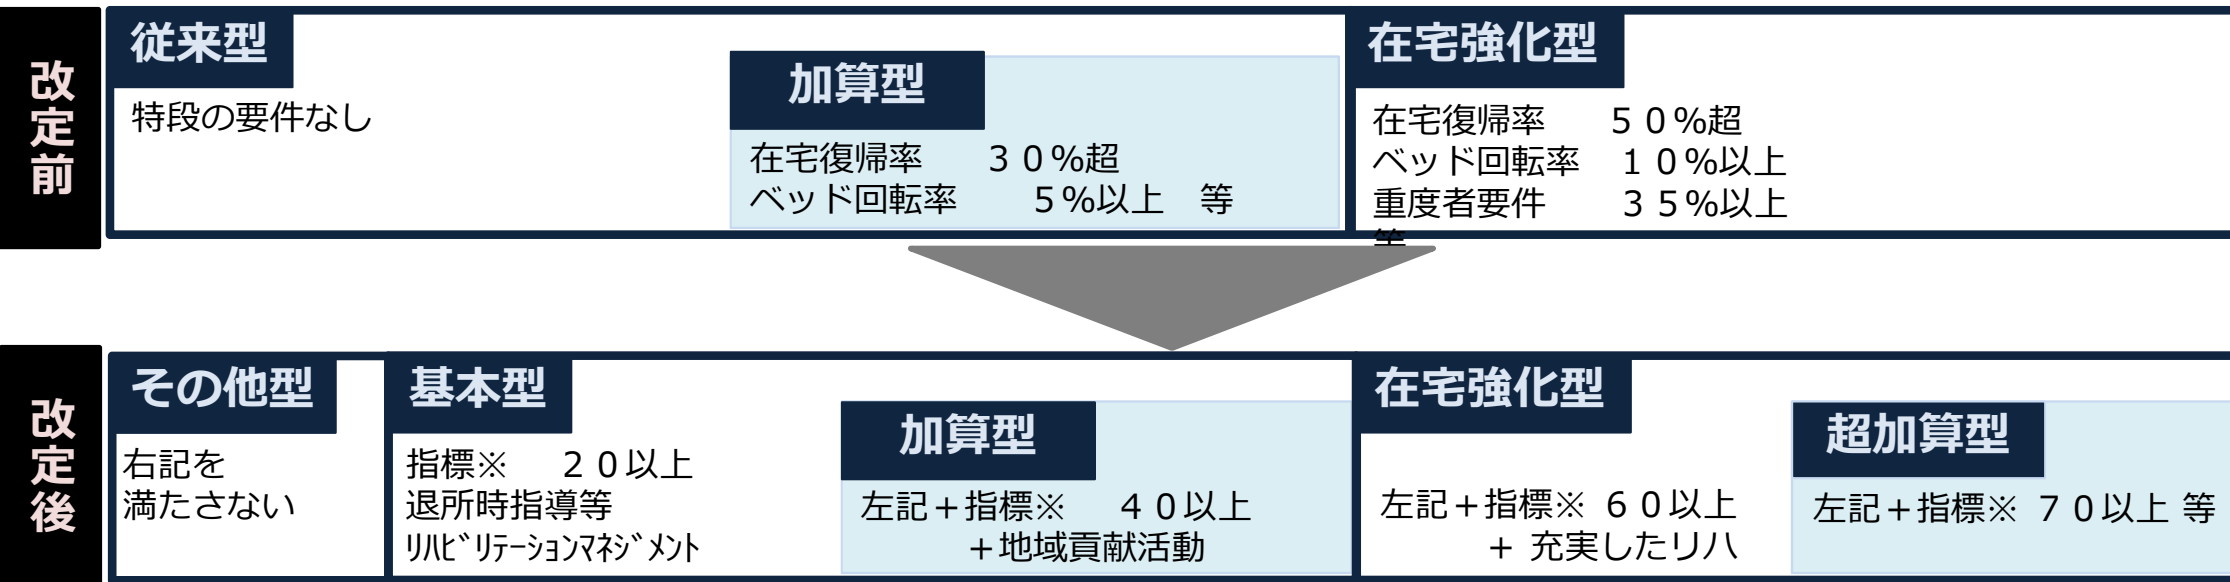 改定前
従来型
特段の要件なし
加算型
在宅復帰率　　３０%超
ベッド回転率　　　５%以上　等
在宅強化型
在宅復帰率　　５０%超
ベッド回転率　１０%以上
重度者要件　　３５%以上
等
改定後
その他型
右記を
満たさない
基本型
指標※　２０以上
退所時指導等
ﾘﾊﾋﾞﾘﾃｰｼｮﾝﾏﾈｼﾞﾒﾝﾄ
加算型
左記＋指標※　４０以上
＋地域貢献活動
在宅強化型
左記＋指標※ ６０以上
＋ 充実したリハ
超加算型
左記＋指標※ ７０以上 等